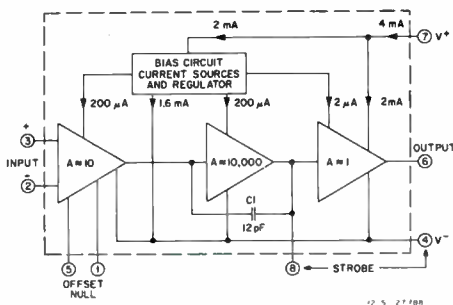 2 mA
4 mA
⑦ V+
BIAS CIRCUIT
CURRENT SOURCES
AND REGULATOR
200 μA
1.6 mA
200 μA
2 μA
2 mA
+
③
INPUT
-
②
A ≈ 10
A ≈ 10,000
A ≈ 1
OUTPUT
⑥
C1
12 pF
④ V-
⑤
①
OFFSET
NULL
⑧
STROBE